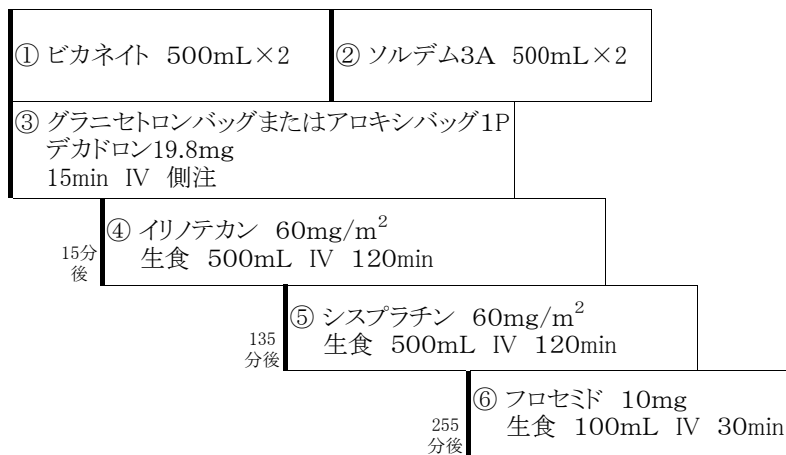 ① ビカネイト 500mL×2
② ソルデム3A 500mL×2
③ グラニセトロンバッグまたはアロキシバッグ1P
デカドロン19.8mg
15min Ⅳ 側注
15分
後
④ イリノテカン 60mg/m²
生食 500mL Ⅳ 120min
135
分後
⑤ シスプラチン 60mg/m²
生食 500mL Ⅳ 120min
255
分後
⑥ フロセミド 10mg
生食 100mL Ⅳ 30min